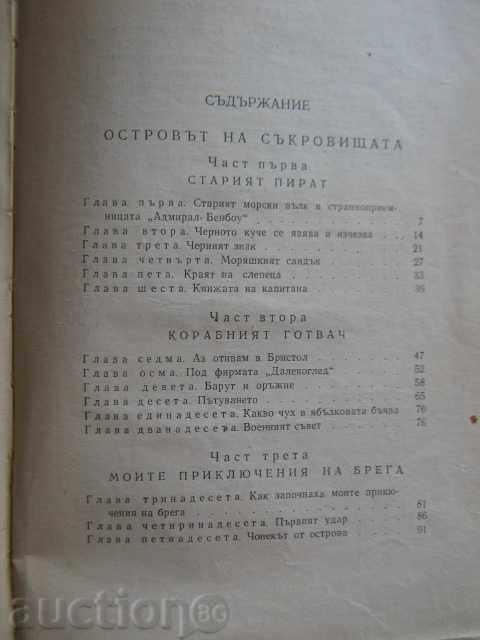 СЪДЪРЖАНИЕ
ОСТРОВЪТ НА СЪКРОВИЩАТА
Част първа
СТАРИЯТ ПИРАТ
Глава първа. Старият морски вълк в странноприем-
ницата „Адмирал-Бенбоу“ 7
Глава втора. Черното куче се явява и изчезва 14
Глава трета. Черният знак 21
Глава четвърта. Моряшкият сандък 27
Глава пета. Краят на слепеца 33
Глава шеста. Книжата на капитана 39
Част втора
КОРАБНИЯТ ГОТВАЧ
Глава седма. Аз отивам в Бристол 47
Глава осма. Под фирмата „Далекоглед“ 52
Глава девета. Барут и оръжие 58
Глава десета. Пътуването 65
Глава единадесета. Какво чух в ябълковата бъчва 70
Глава дванадесета. Военният съвет 76
Част трета
МОИТЕ ПРИКЛЮЧЕНИЯ НА БРЕГА
Глава тринадесета. Как започнаха моите приклю-
чения на брега 81
Глава четиринадесета. Първият удар 86
Глава петнадесета. Човекът от острова 91
auction BG